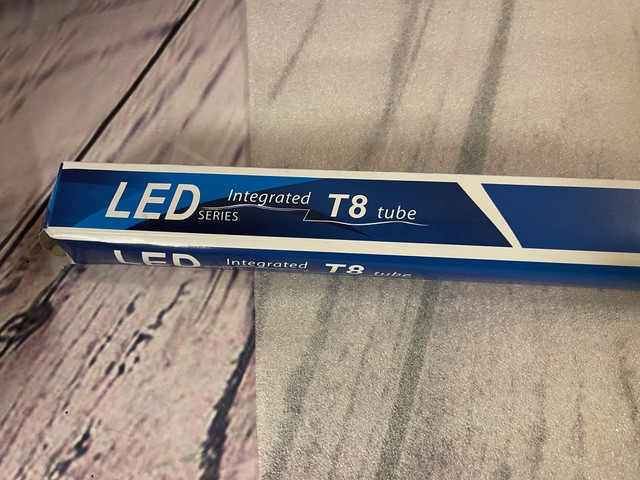 LED SERIES Integrated T8 tube
LED Integrated T8 tube